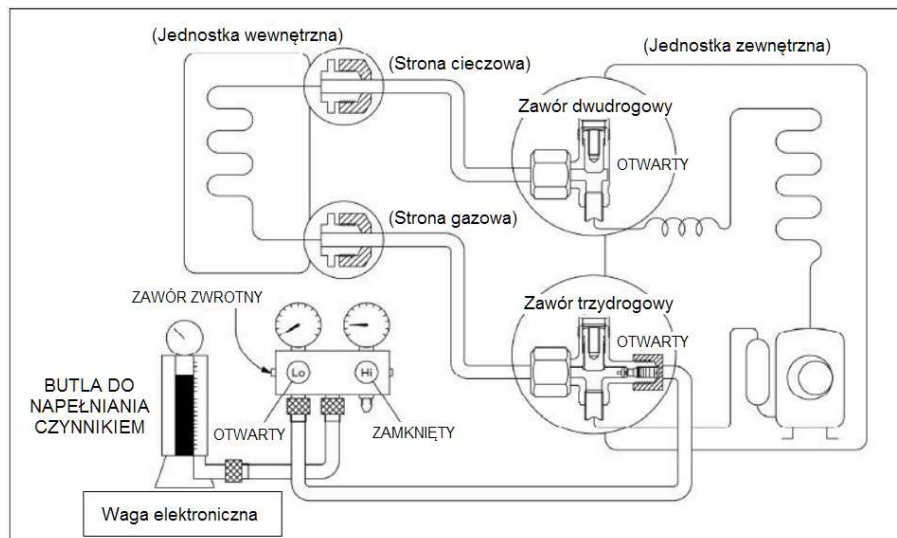 (Jednostka wewnętrzna)
(Strona cieczowa)
(Jednostka zewnętrzna)
Zawór dwudrogowy
OTWARTY
(Strona gazowa)
ZAWÓR ZWROTNY
Zawór trzydrogowy
OTWARTY
Lo
Hi
BUTLA DO
NAPEŁNIANIA
CZYNNIKIEM
OTWARTY
ZAMKNIĘTY
Waga elektroniczna